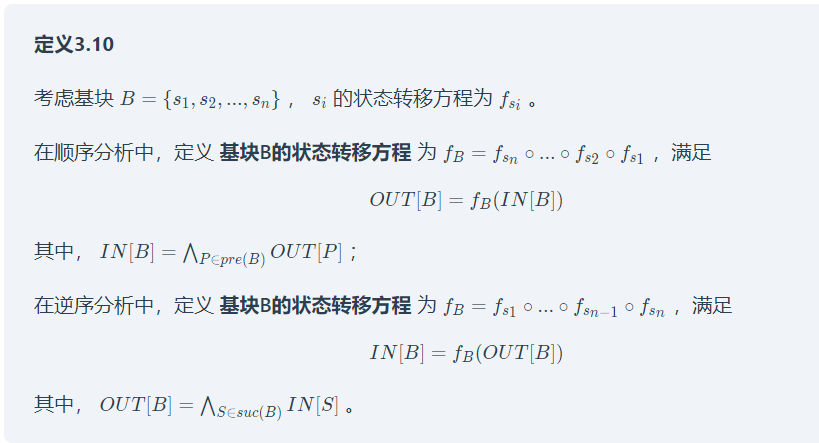 定义3.10
考虑基块 $B = \{s_1, s_2, ..., s_n\}$ ， $s_i$ 的状态转移方程为 $f_{s_i}$ 。
在顺序分析中，定义 基块B的状态转移方程 为 $f_B = f_{s_n} \circ ... \circ f_{s_2} \circ f_{s_1}$ ，满足
$OUT[B] = f_B(IN[B])$
其中， $IN[B] = \bigwedge_{P \in pre(B)} OUT[P]$ ；
在逆序分析中，定义 基块B的状态转移方程 为 $f_B = f_{s_1} \circ ... \circ f_{s_{n-1}} \circ f_{s_n}$ ，满足
$IN[B] = f_B(OUT[B])$
其中， $OUT[B] = \bigwedge_{S \in suc(B)} IN[S]$ 。